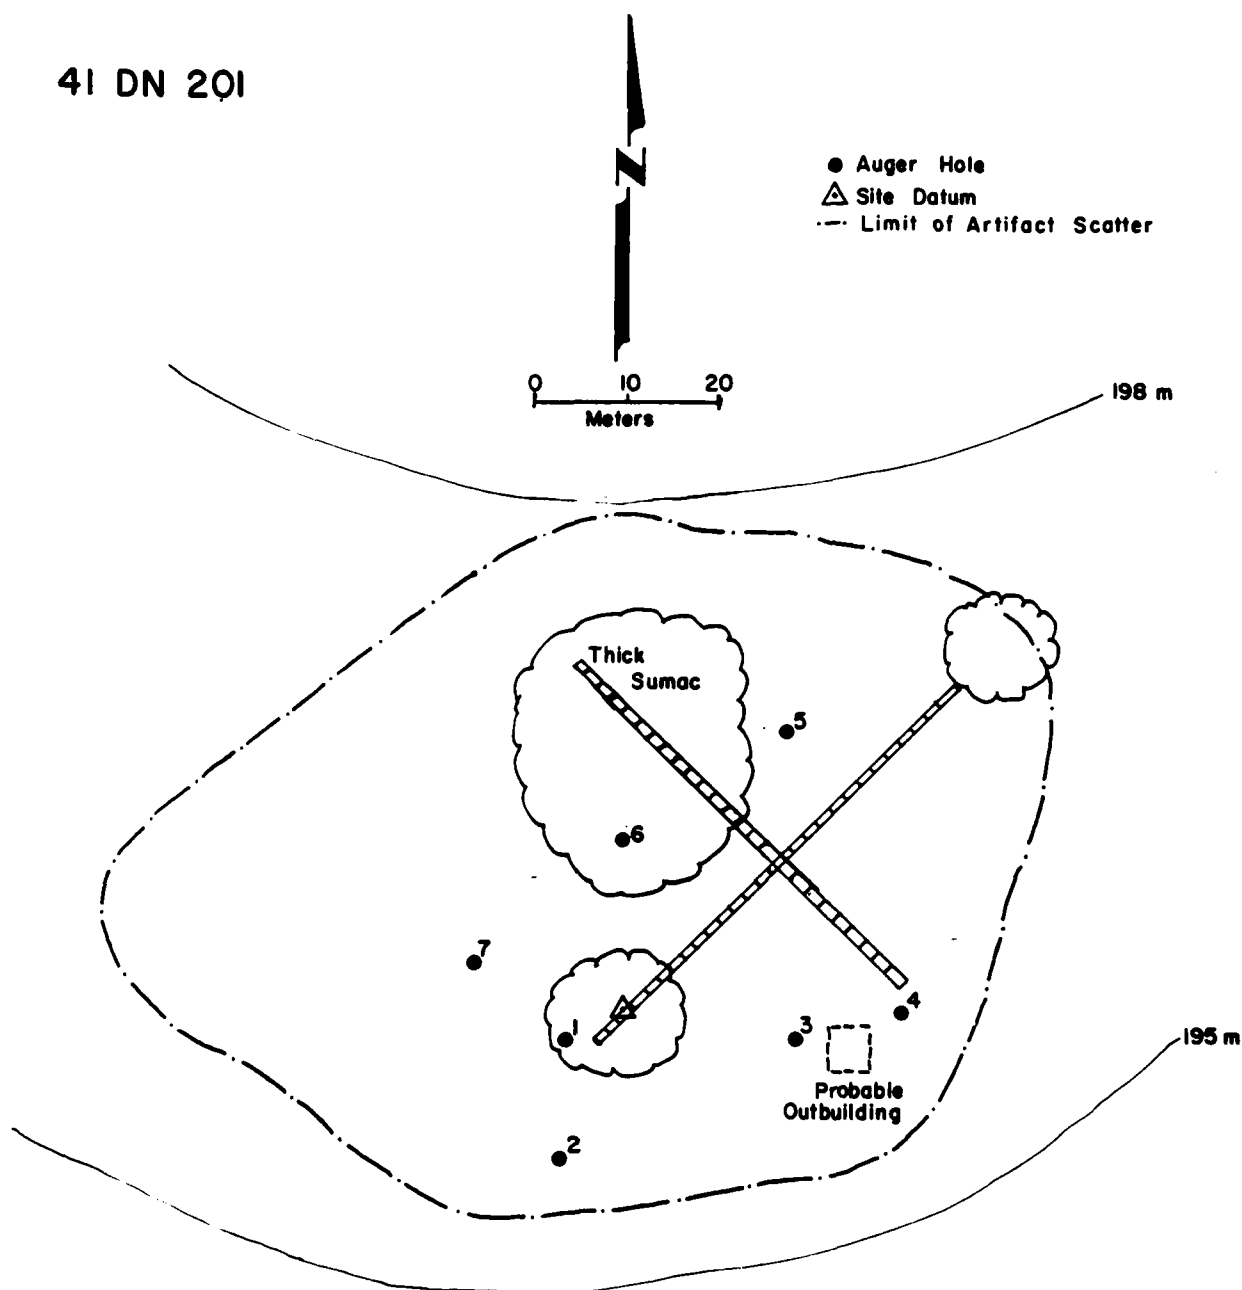 41 DN 201
N
Auger Hole
Site Datum
Limit of Artifact Scatter
0 10 20
Meters
198 m
Thick
Sumac
5
6
7
4
1
3
195 m
Probable
Outbuilding
2